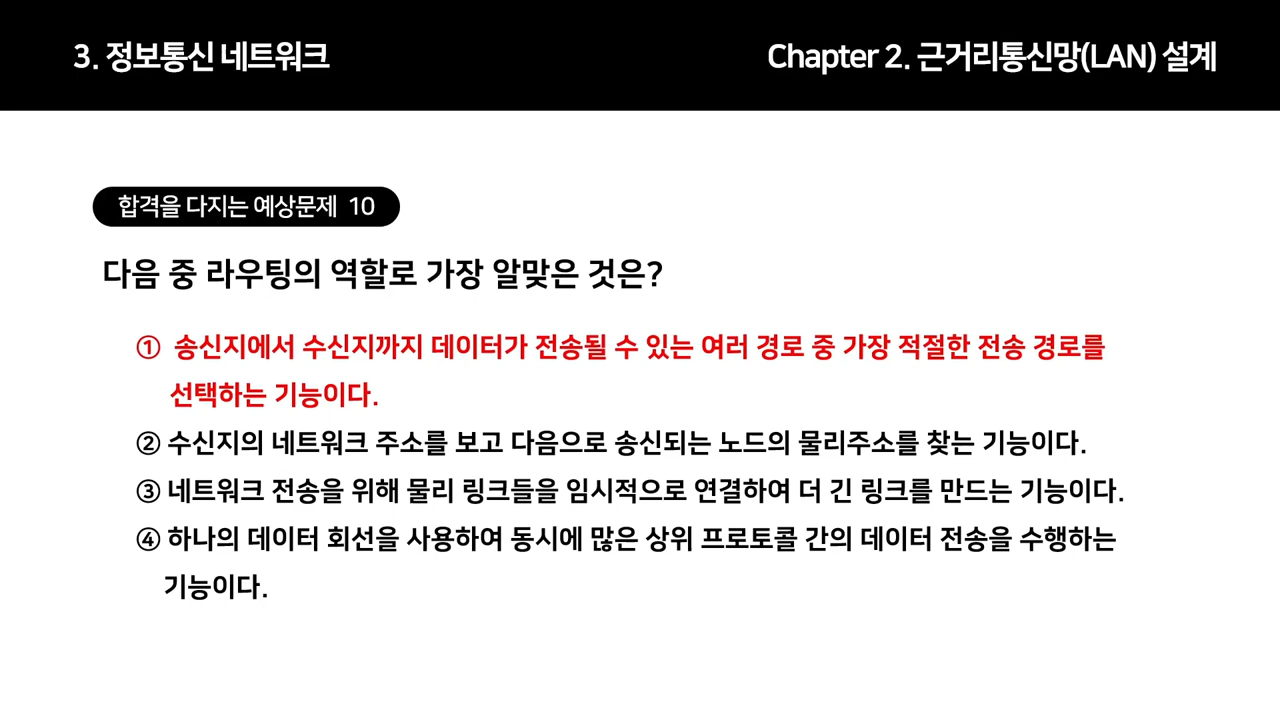 3. 정보통신 네트워크
Chapter 2. 근거리통신망(LAN) 설계
합격을 다지는 예상문제 10
다음 중 라우팅의 역할로 가장 알맞은 것은?
① 송신지에서 수신지까지 데이터가 전송될 수 있는 여러 경로 중 가장 적절한 전송 경로를
선택하는 기능이다.
② 수신지의 네트워크 주소를 보고 다음으로 송신되는 노드의 물리주소를 찾는 기능이다.
③ 네트워크 전송을 위해 물리 링크들을 임시적으로 연결하여 더 긴 링크를 만드는 기능이다.
④ 하나의 데이터 회선을 사용하여 동시에 많은 상위 프로토콜 간의 데이터 전송을 수행하는
기능이다.